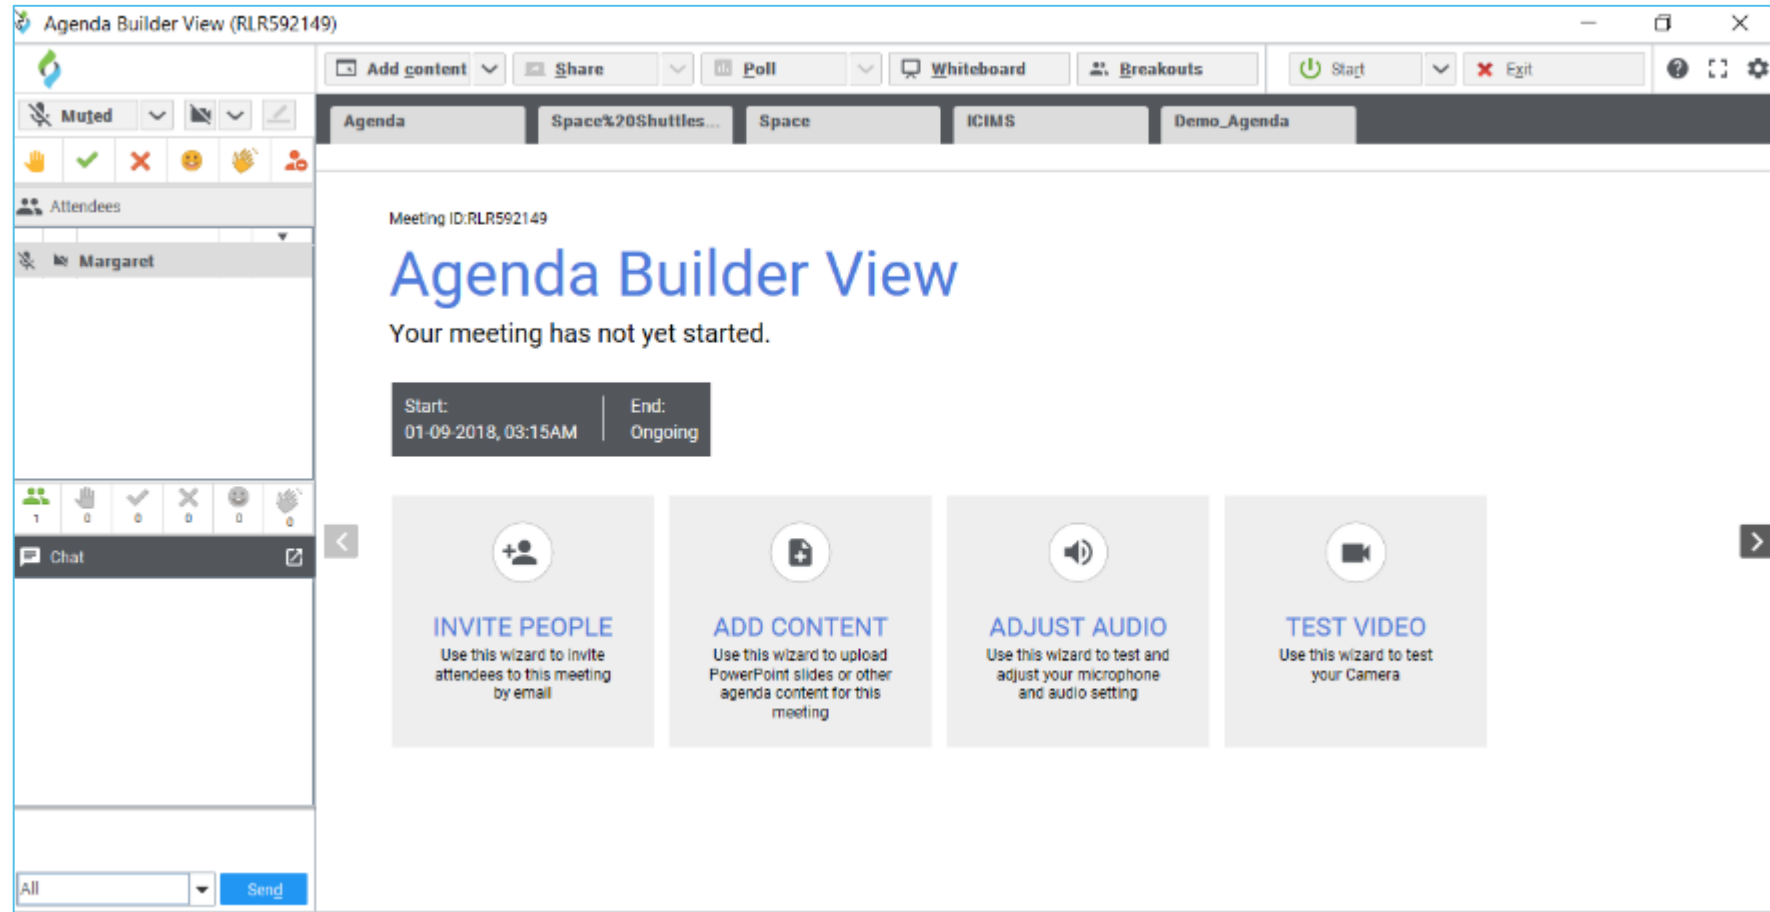 Agenda Builder View (RLR592149)
Add content
Share
Poll
Whiteboard
Breakouts
Start
Exit
Muted
Agenda
Space%20Shuttles...
Space
ICIMS
Demo_Agenda
Attendees
Margaret
1
0
0
0
0
0
Chat
All
Send
Meeting ID:RLR592149
Agenda Builder View
Your meeting has not yet started.
Start:
01-09-2018, 03:15AM
End:
Ongoing
INVITE PEOPLE
Use this wizard to invite
attendees to this meeting
by email
ADD CONTENT
Use this wizard to upload
PowerPoint slides or other
agenda content for this
meeting
ADJUST AUDIO
Use this wizard to test and
adjust your microphone
and audio setting
TEST VIDEO
Use this wizard to test
your Camera